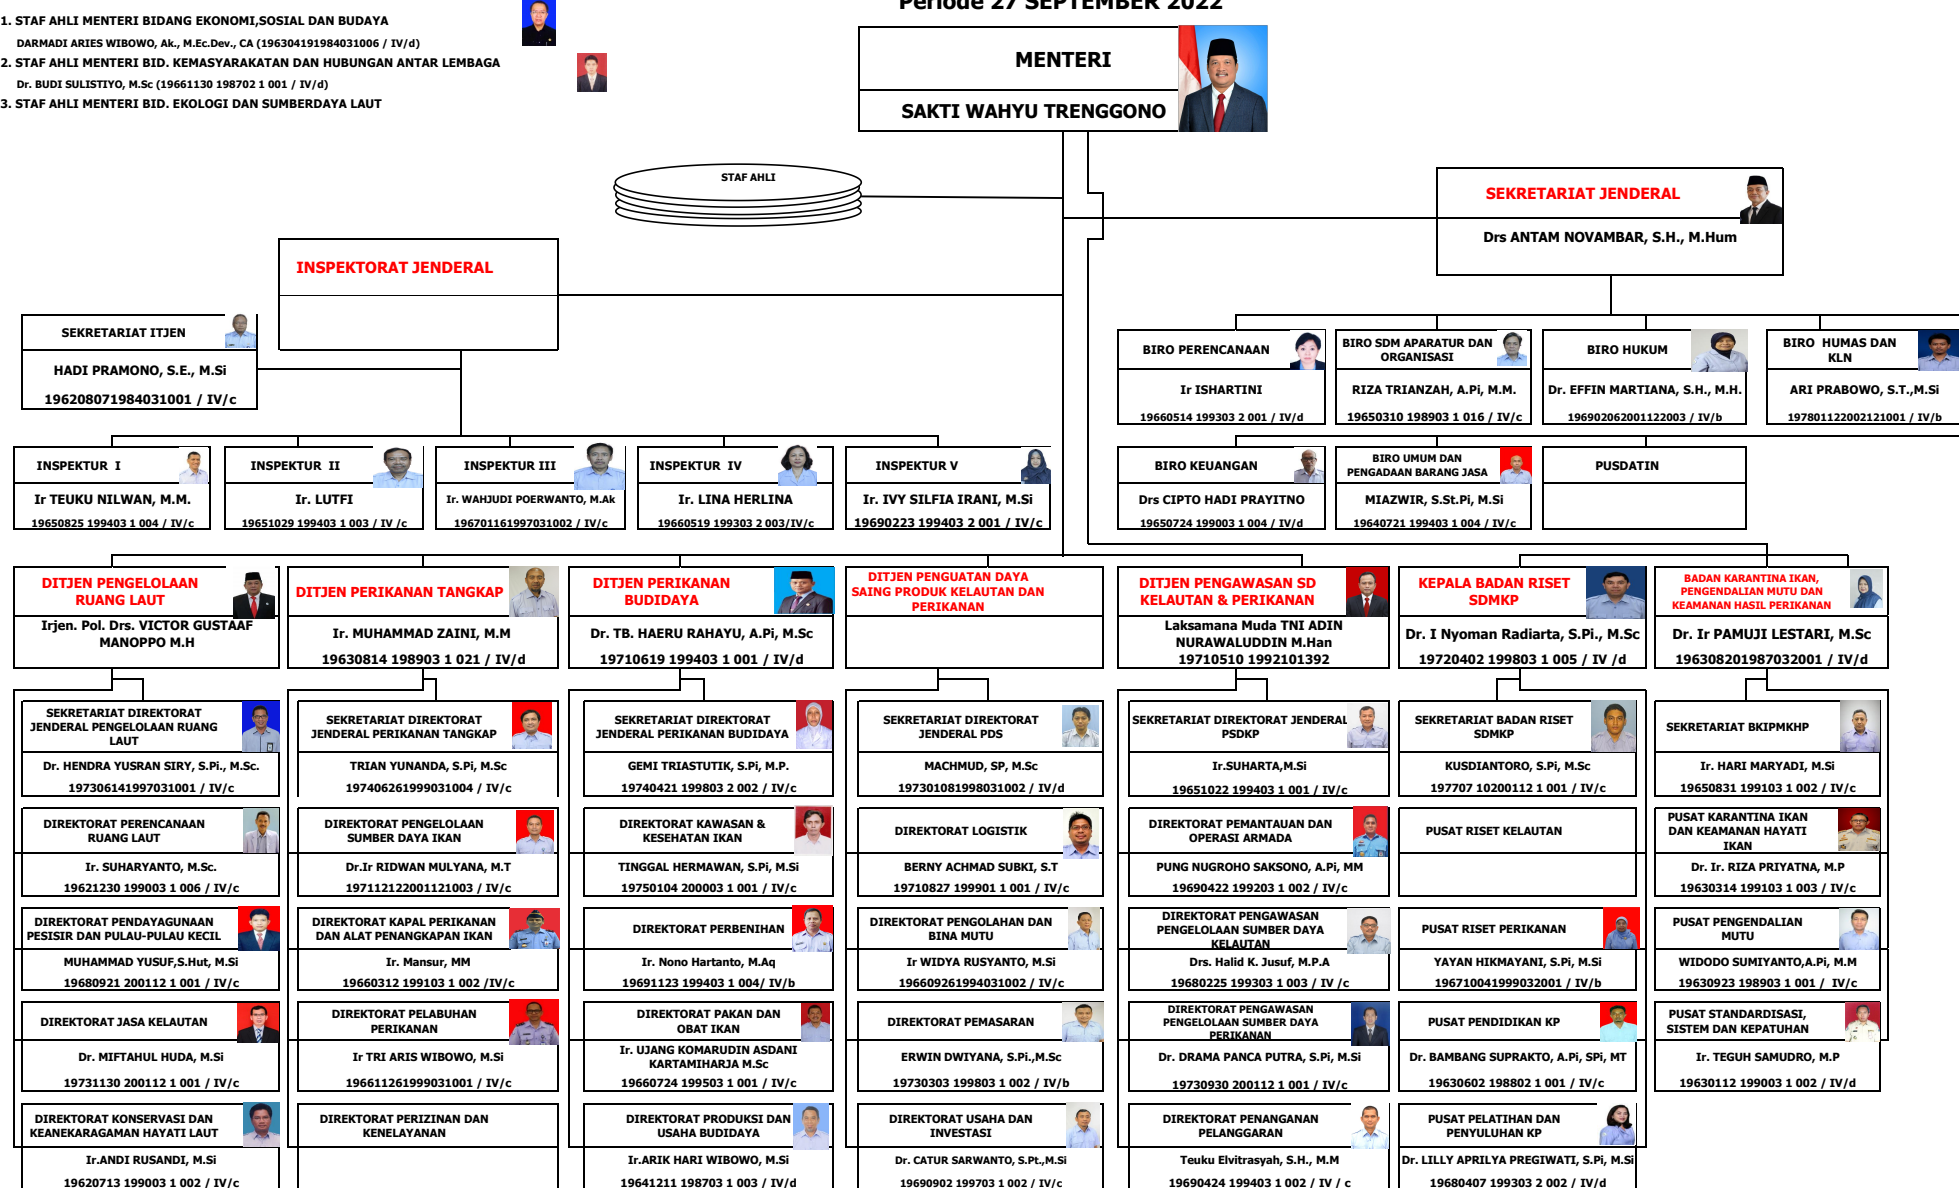 Periode 27 SEPTEMBER 2022
1. STAF AHLI MENTERI BIDANG EKONOMI,SOSIAL DAN BUDAYA
DARMADI ARIES WIBOWO, Ak., M.Ec.Dev., CA (196304191984031006 / IV/d)
2. STAF AHLI MENTERI BID. KEMASYARAKATAN DAN HUBUNGAN ANTAR LEMBAGA
Dr. BUDI SULISTIYO, M.Sc (19661130 198702 1 001 / IV/d)
3. STAF AHLI MENTERI BID. EKOLOGI DAN SUMBERDAYA LAUT
MENTERI
SAKTI WAHYU TRENGGONO
STAF AHLI
SEKRETARIAT JENDERAL
Drs ANTAM NOVAMBAR, S.H., M.Hum
INSPEKTORAT JENDERAL
SEKRETARIAT ITJEN
HADI PRAMONO, S.E., M.Si
196208071984031001 / IV/c
BIRO PERENCANAAN
Ir ISHARTINI
19660514 199303 2 001 / IV/d
BIRO SDM APARATUR DAN
ORGANISASI
RIZA TRIANZAH, A.Pi, M.M.
19650310 198903 1 016 / IV/c
BIRO HUKUM
Dr. EFFIN MARTIANA, S.H., M.H.
196902062001122003 / IV/b
BIRO HUMAS DAN
KLN
ARI PRABOWO, S.T.,M.Si
197801122002121001 / IV/b
INSPEKTUR I
Ir TEUKU NILWAN, M.M.
19650825 199403 1 004 / IV/c
INSPEKTUR II
Ir. LUTFI
19651029 199403 1 003 / IV /c
INSPEKTUR III
Ir. WAHJUDI POERWANTO, M.Ak
196701161997031002 / IV/c
INSPEKTUR IV
Ir. LINA HERLINA
19660519 199303 2 003/IV/c
INSPEKTUR V
Ir. IVY SILFIA IRANI, M.Si
19690223 199403 2 001 / IV/c
BIRO KEUANGAN
Drs CIPTO HADI PRAYITNO
19650724 199003 1 004 / IV/d
BIRO UMUM DAN
PENGADAAN BARANG JASA
MIAZWIR, S.St.Pi, M.Si
19640721 199403 1 004 / IV/c
PUSDATIN
DITJEN PENGELOLAAN
RUANG LAUT
Irjen. Pol. Drs. VICTOR GUSTAAF
MANOPPO M.H
DITJEN PERIKANAN TANGKAP
Ir. MUHAMMAD ZAINI, M.M
19630814 198903 1 021 / IV/d
DITJEN PERIKANAN
BUDIDAYA
Dr. TB. HAERU RAHAYU, A.Pi, M.Sc
19710619 199403 1 001 / IV/d
DITJEN PENGUATAN DAYA
SAING PRODUK KELAUTAN DAN
PERIKANAN
DITJEN PENGAWASAN SD
KELAUTAN & PERIKANAN
Laksamana Muda TNI ADIN
NURAWALUDDIN M.Han
19710510 1992101392
KEPALA BADAN RISET
SDMKP
Dr. I Nyoman Radiarta, S.Pi., M.Sc
19720402 199803 1 005 / IV /d
BADAN KARANTINA IKAN,
PENGENDALIAN MUTU DAN
KEAMANAN HASIL PERIKANAN
Dr. Ir PAMUJI LESTARI, M.Sc
196308201987032001 / IV/d
SEKRETARIAT DIREKTORAT
JENDERAL PENGELOLAAN RUANG
LAUT
Dr. HENDRA YUSRAN SIRY, S.Pi., M.Sc.
197306141997031001 / IV/c
SEKRETARIAT DIREKTORAT
JENDERAL PERIKANAN TANGKAP
TRIAN YUNANDA, S.Pi, M.Sc
197406261999031004 / IV/c
SEKRETARIAT DIREKTORAT
JENDERAL PERIKANAN BUDIDAYA
GEMI TRIASTUTIK, S.Pi, M.P.
19740421 199803 2 002 / IV/c
SEKRETARIAT DIREKTORAT
JENDERAL PDS
MACHMUD, SP, M.Sc
197301081998031002 / IV/d
SEKRETARIAT DIREKTORAT JENDERAL
PSDKP
Ir.SUHARTA,M.Si
19651022 199403 1 001 / IV/c
SEKRETARIAT BADAN RISET
SDMKP
KUSDIANTORO, S.Pi, M.Sc
197707 10200112 1 001 / IV/c
SEKRETARIAT BKIPMKHP
Ir. HARI MARYADI, M.Si
19650831 199103 1 002 / IV/c
DIREKTORAT PERENCANAAN
RUANG LAUT
Ir. SUHARYANTO, M.Sc.
19621230 199003 1 006 / IV/c
DIREKTORAT PENGELOLAAN
SUMBER DAYA IKAN
Dr.Ir RIDWAN MULYANA, M.T
197112122001121003 / IV/c
DIREKTORAT KAWASAN &
KESEHATAN IKAN
TINGGAL HERMAWAN, S.Pi, M.Si
19750104 200003 1 001 / IV/c
DIREKTORAT LOGISTIK
BERNY ACHMAD SUBKI, S.T
19710827 199901 1 001 / IV/c
DIREKTORAT PEMANTAUAN DAN
OPERASI ARMADA
PUNG NUGROHO SAKSONO, A.Pi, MM
19690422 199203 1 002 / IV/c
PUSAT RISET KELAUTAN
PUSAT KARANTINA IKAN
DAN KEAMANAN HAYATI
IKAN
Dr. Ir. RIZA PRIYATNA, M.P
19630314 199103 1 003 / IV/c
DIREKTORAT PENDAYAGUNAAN
PESISIR DAN PULAU-PULAU KECIL
MUHAMMAD YUSUF,S.Hut, M.Si
19680921 200112 1 001 / IV/c
DIREKTORAT KAPAL PERIKANAN
DAN ALAT PENANGKAPAN IKAN
Ir. Mansur, MM
19660312 199103 1 002 /IV/c
DIREKTORAT PERBENIHAN
Ir. Nono Hartanto, M.Aq
19691123 199403 1 004/ IV/b
DIREKTORAT PENGOLAHAN DAN
BINA MUTU
Ir WIDYA RUSYANTO, M.Si
196609261994031002 / IV/c
DIREKTORAT PENGAWASAN
PENGELOLAAN SUMBER DAYA
KELAUTAN
Drs. Halid K. Jusuf, M.P.A
19680225 199303 1 003 / IV /c
PUSAT RISET PERIKANAN
YAYAN HIKMAYANI, S.Pi, M.Si
196710041999032001 / IV/b
PUSAT PENGENDALIAN
MUTU
WIDODO SUMIYANTO,A.Pi, M.M
19630923 198903 1 001 / IV/c
DIREKTORAT JASA KELAUTAN
Dr. MIFTAHUL HUDA, M.Si
19731130 200112 1 001 / IV/c
DIREKTORAT PELABUHAN
PERIKANAN
Ir TRI ARIS WIBOWO, M.Si
196611261999031001 / IV/c
DIREKTORAT PAKAN DAN
OBAT IKAN
Ir. UJANG KOMARUDIN ASDANI
KARTAMIHARJA M.Sc
19660724 199503 1 001 / IV/c
DIREKTORAT PEMASARAN
ERWIN DWIYANA, S.Pi.,M.Sc
19730303 199803 1 002 / IV/b
DIREKTORAT PENGAWASAN
PENGELOLAAN SUMBER DAYA
PERIKANAN
Dr. DRAMA PANCA PUTRA, S.Pi, M.Si
19730930 200112 1 001 / IV/c
PUSAT PENDIDIKAN KP
Dr. BAMBANG SUPRAKTO, A.Pi, SPi, MT
19630602 198802 1 001 / IV/c
PUSAT STANDARDISASI,
SISTEM DAN KEPATUHAN
Ir. TEGUH SAMUDRO, M.P
19630112 199003 1 002 / IV/d
DIREKTORAT KONSERVASI DAN
KEANEKARAGAMAN HAYATI LAUT
Ir.ANDI RUSANDI, M.Si
19620713 199003 1 002 / IV/c
DIREKTORAT PERIZINAN DAN
KENELAYANAN
DIREKTORAT PRODUKSI DAN
USAHA BUDIDAYA
Ir.ARIK HARI WIBOWO, M.Si
19641211 198703 1 003 / IV/d
DIREKTORAT USAHA DAN
INVESTASI
Dr. CATUR SARWANTO, S.Pt.,M.Si
19690902 199703 1 002 / IV/c
DIREKTORAT PENANGANAN
PELANGGARAN
Teuku Elvitrasyah, S.H., M.M
19690424 199403 1 002 / IV / c
PUSAT PELATIHAN DAN
PENYULUHAN KP
Dr. LILLY APRILYA PREGIWATI, S.Pi, M.Si
19680407 199303 2 002 / IV/d